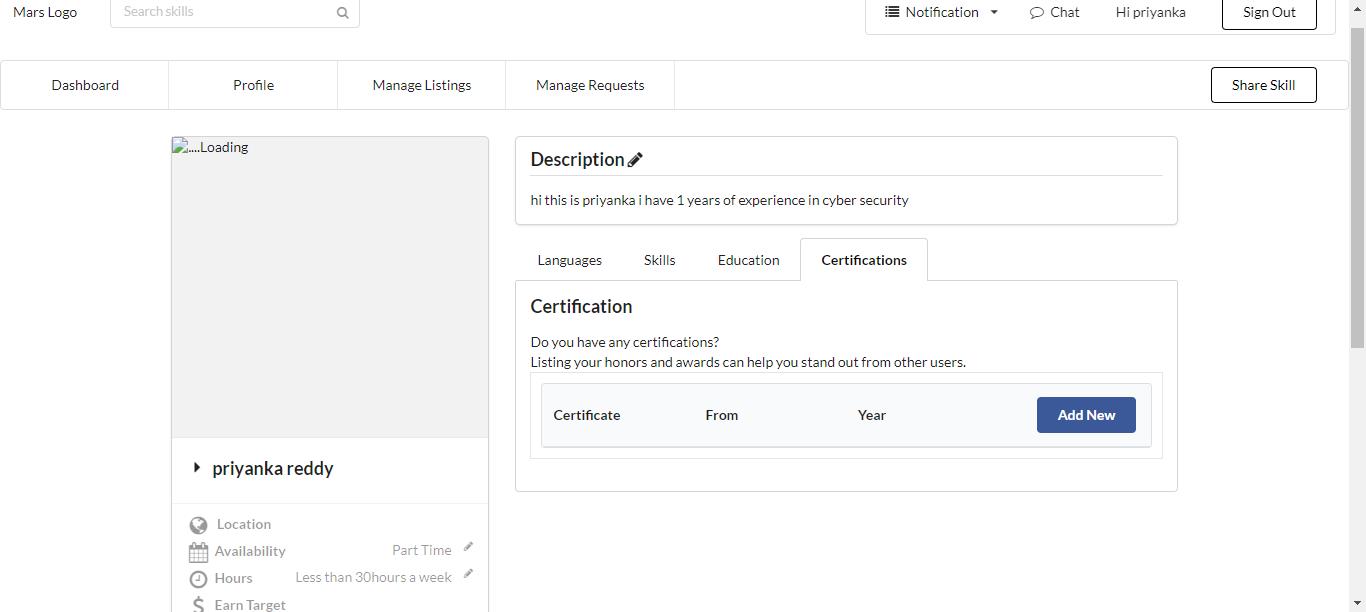 Mars Logo
Search skills
Notification
Chat
Hi priyanka
Sign Out
Dashboard
Profile
Manage Listings
Manage Requests
Share Skill
....Loading
priyanka reddy
Location
Availability Part Time
Hours Less than 30hours a week
Earn Target
Description
hi this is priyanka i have 1 years of experience in cyber security
Languages Skills Education Certifications
Certification
Do you have any certifications?
Listing your honors and awards can help you stand out from other users.
Certificate From Year Add New